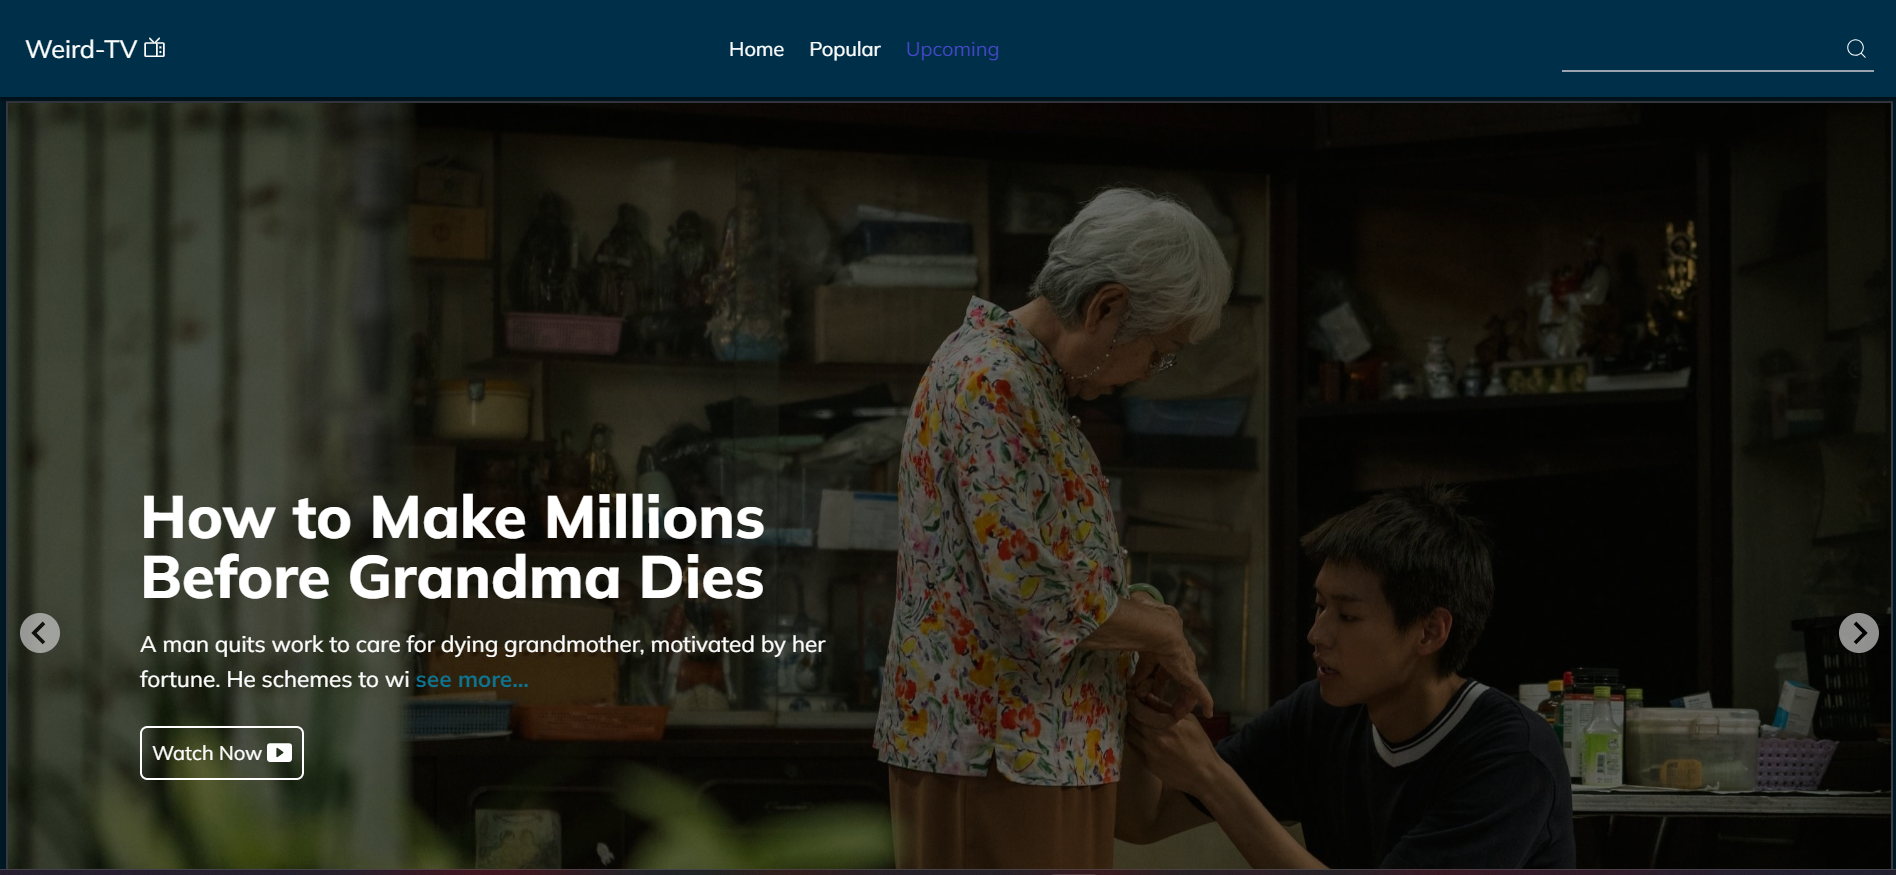 Weird-TV
Home Popular Upcoming
How to Make Millions
Before Grandma Dies
A man quits work to care for dying grandmother, motivated by her
fortune. He schemes to wi see more...
Watch Now